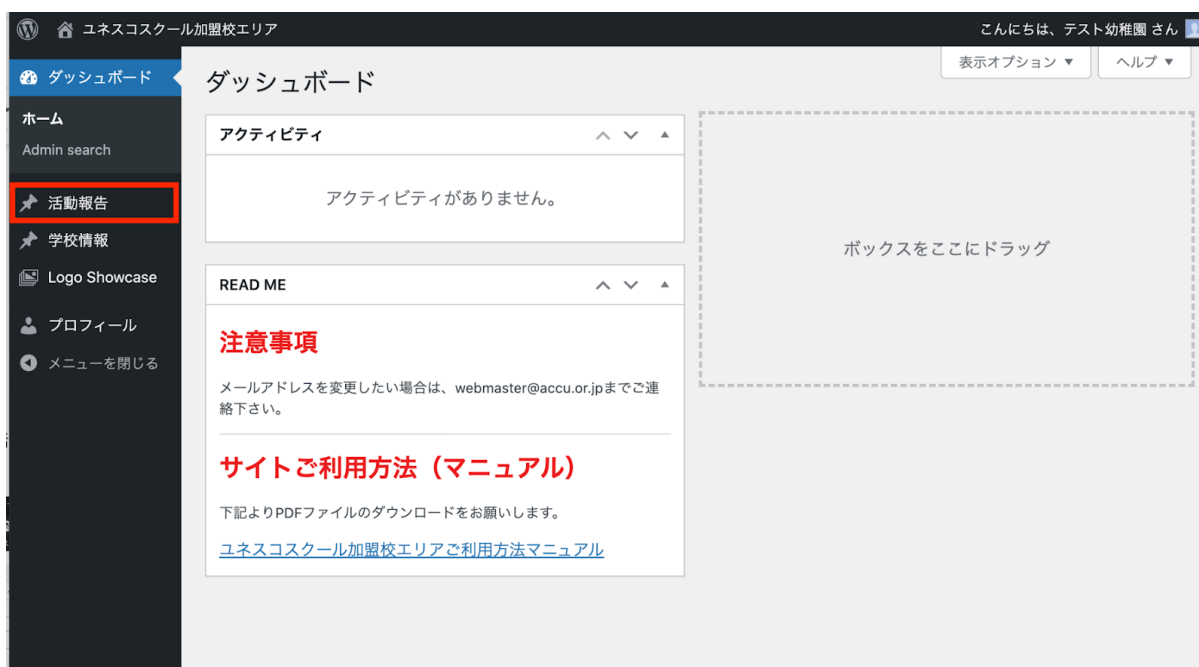 ユネスコスクール加盟校エリア
こんにちは、テスト幼稚園 さん
ダッシュボード
ホーム
Admin search
活動報告
学校情報
Logo Showcase
プロフィール
メニューを閉じる
表示オプション ▼
ヘルプ ▼
ダッシュボード
アクティビティ
アクティビティがありません。
READ ME
注意事項
メールアドレスを変更したい場合は、webmaster@accu.or.jpまでご連
絡下さい。
サイトご利用方法（マニュアル）
下記よりPDFファイルのダウンロードをお願いします。
ユネスコスクール加盟校エリアご利用方法マニュアル
ボックスをここにドラッグ